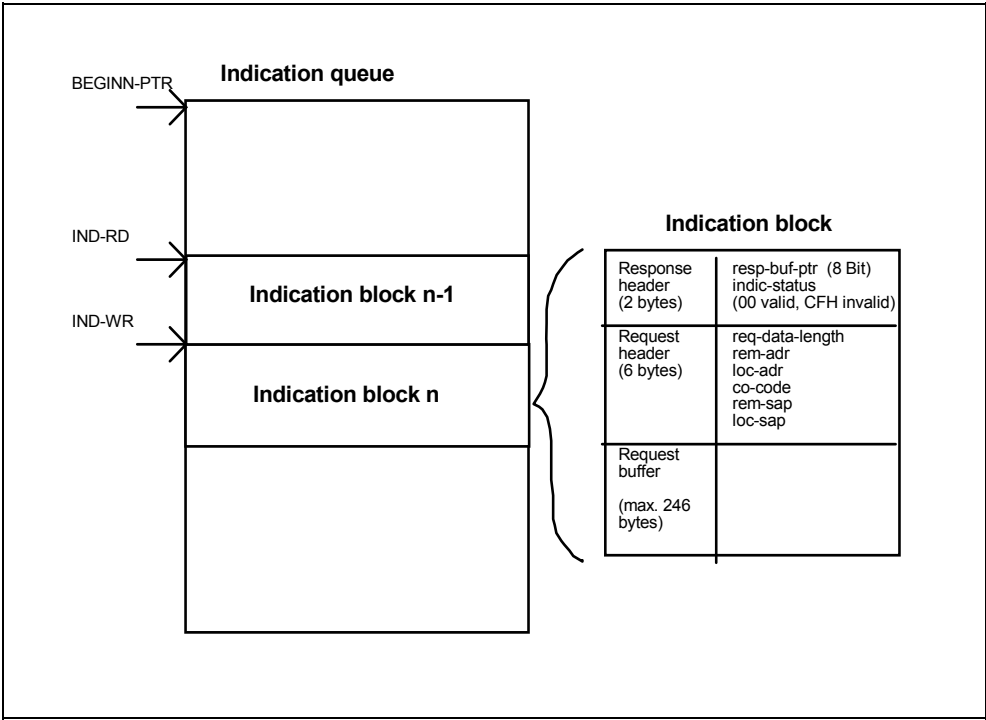 Indication queue
BEGINN-PTR
IND-RD
Indication block n-1
IND-WR
Indication block n
Indication block
Response
header
(2 bytes)
resp-buf-ptr (8 Bit)
indic-status
(00 valid, CFH invalid)
Request
header
(6 bytes)
req-data-length
rem-adr
loc-adr
co-code
rem-sap
loc-sap
Request
buffer
(max. 246
bytes)